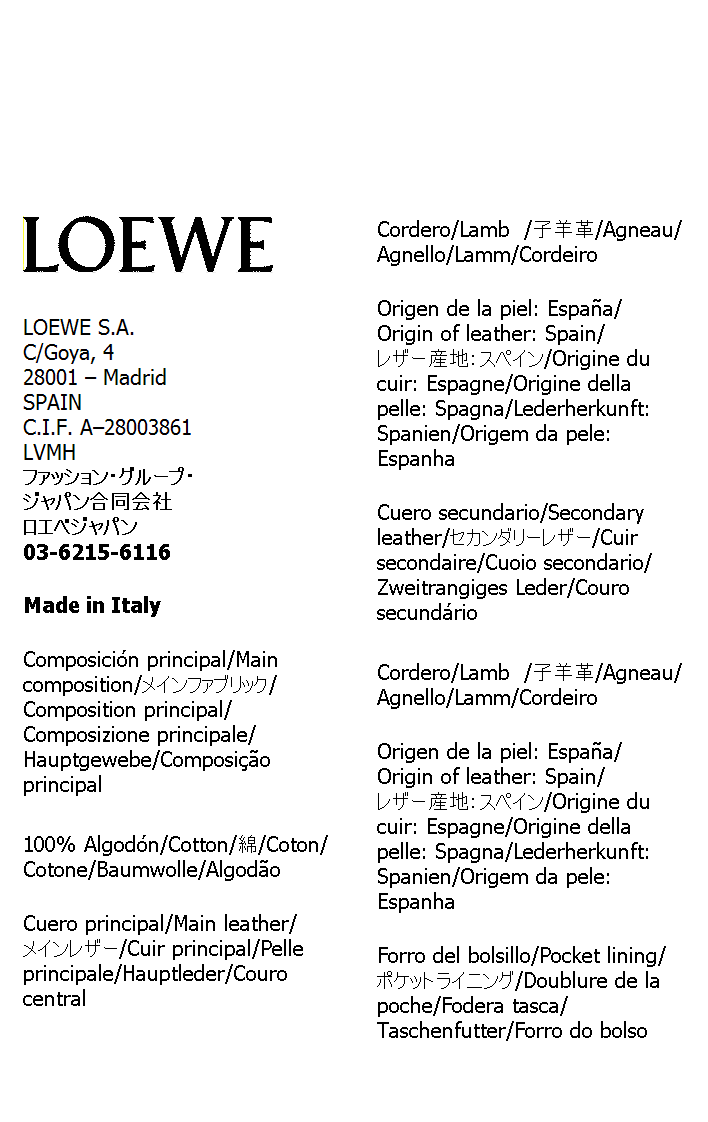 LOEWE
LOEWE S.A.
C/Goya, 4
28001 – Madrid
SPAIN
C.I.F. A–28003861
LVMH
ファッション・グループ・
ジャパン合同会社
ロエベジャパン
03-6215-6116
Made in Italy
Composición principal/Main
composition/メインファブリック/
Composition principal/
Composizione principale/
Hauptgewebe/Composição
principal
100% Algodón/Cotton/綿/Coton/
Cotone/Baumwolle/Algodão
Cuero principal/Main leather/
メインレザー/Cuir principal/Pelle
principale/Hauptleder/Couro
central
Cordero/Lamb /子羊革/Agneau/
Agnello/Lamm/Cordeiro
Origen de la piel: España/
Origin of leather: Spain/
レザー産地：スペイン/Origine du
cuir: Espagne/Origine della
pelle: Spagna/Lederherkunft:
Spanien/Origem da pele:
Espanha
Cuero secundario/Secondary
leather/セカンダリーレザー/Cuir
secondaire/Cuoio secondario/
Zweitrangiges Leder/Couro
secundário
Cordero/Lamb /子羊革/Agneau/
Agnello/Lamm/Cordeiro
Origen de la piel: España/
Origin of leather: Spain/
レザー産地：スペイン/Origine du
cuir: Espagne/Origine della
pelle: Spagna/Lederherkunft:
Spanien/Origem da pele:
Espanha
Forro del bolsillo/Pocket lining/
ポケットライニング/Doublure de la
poche/Fodera tasca/
Taschenfutter/Forro do bolso